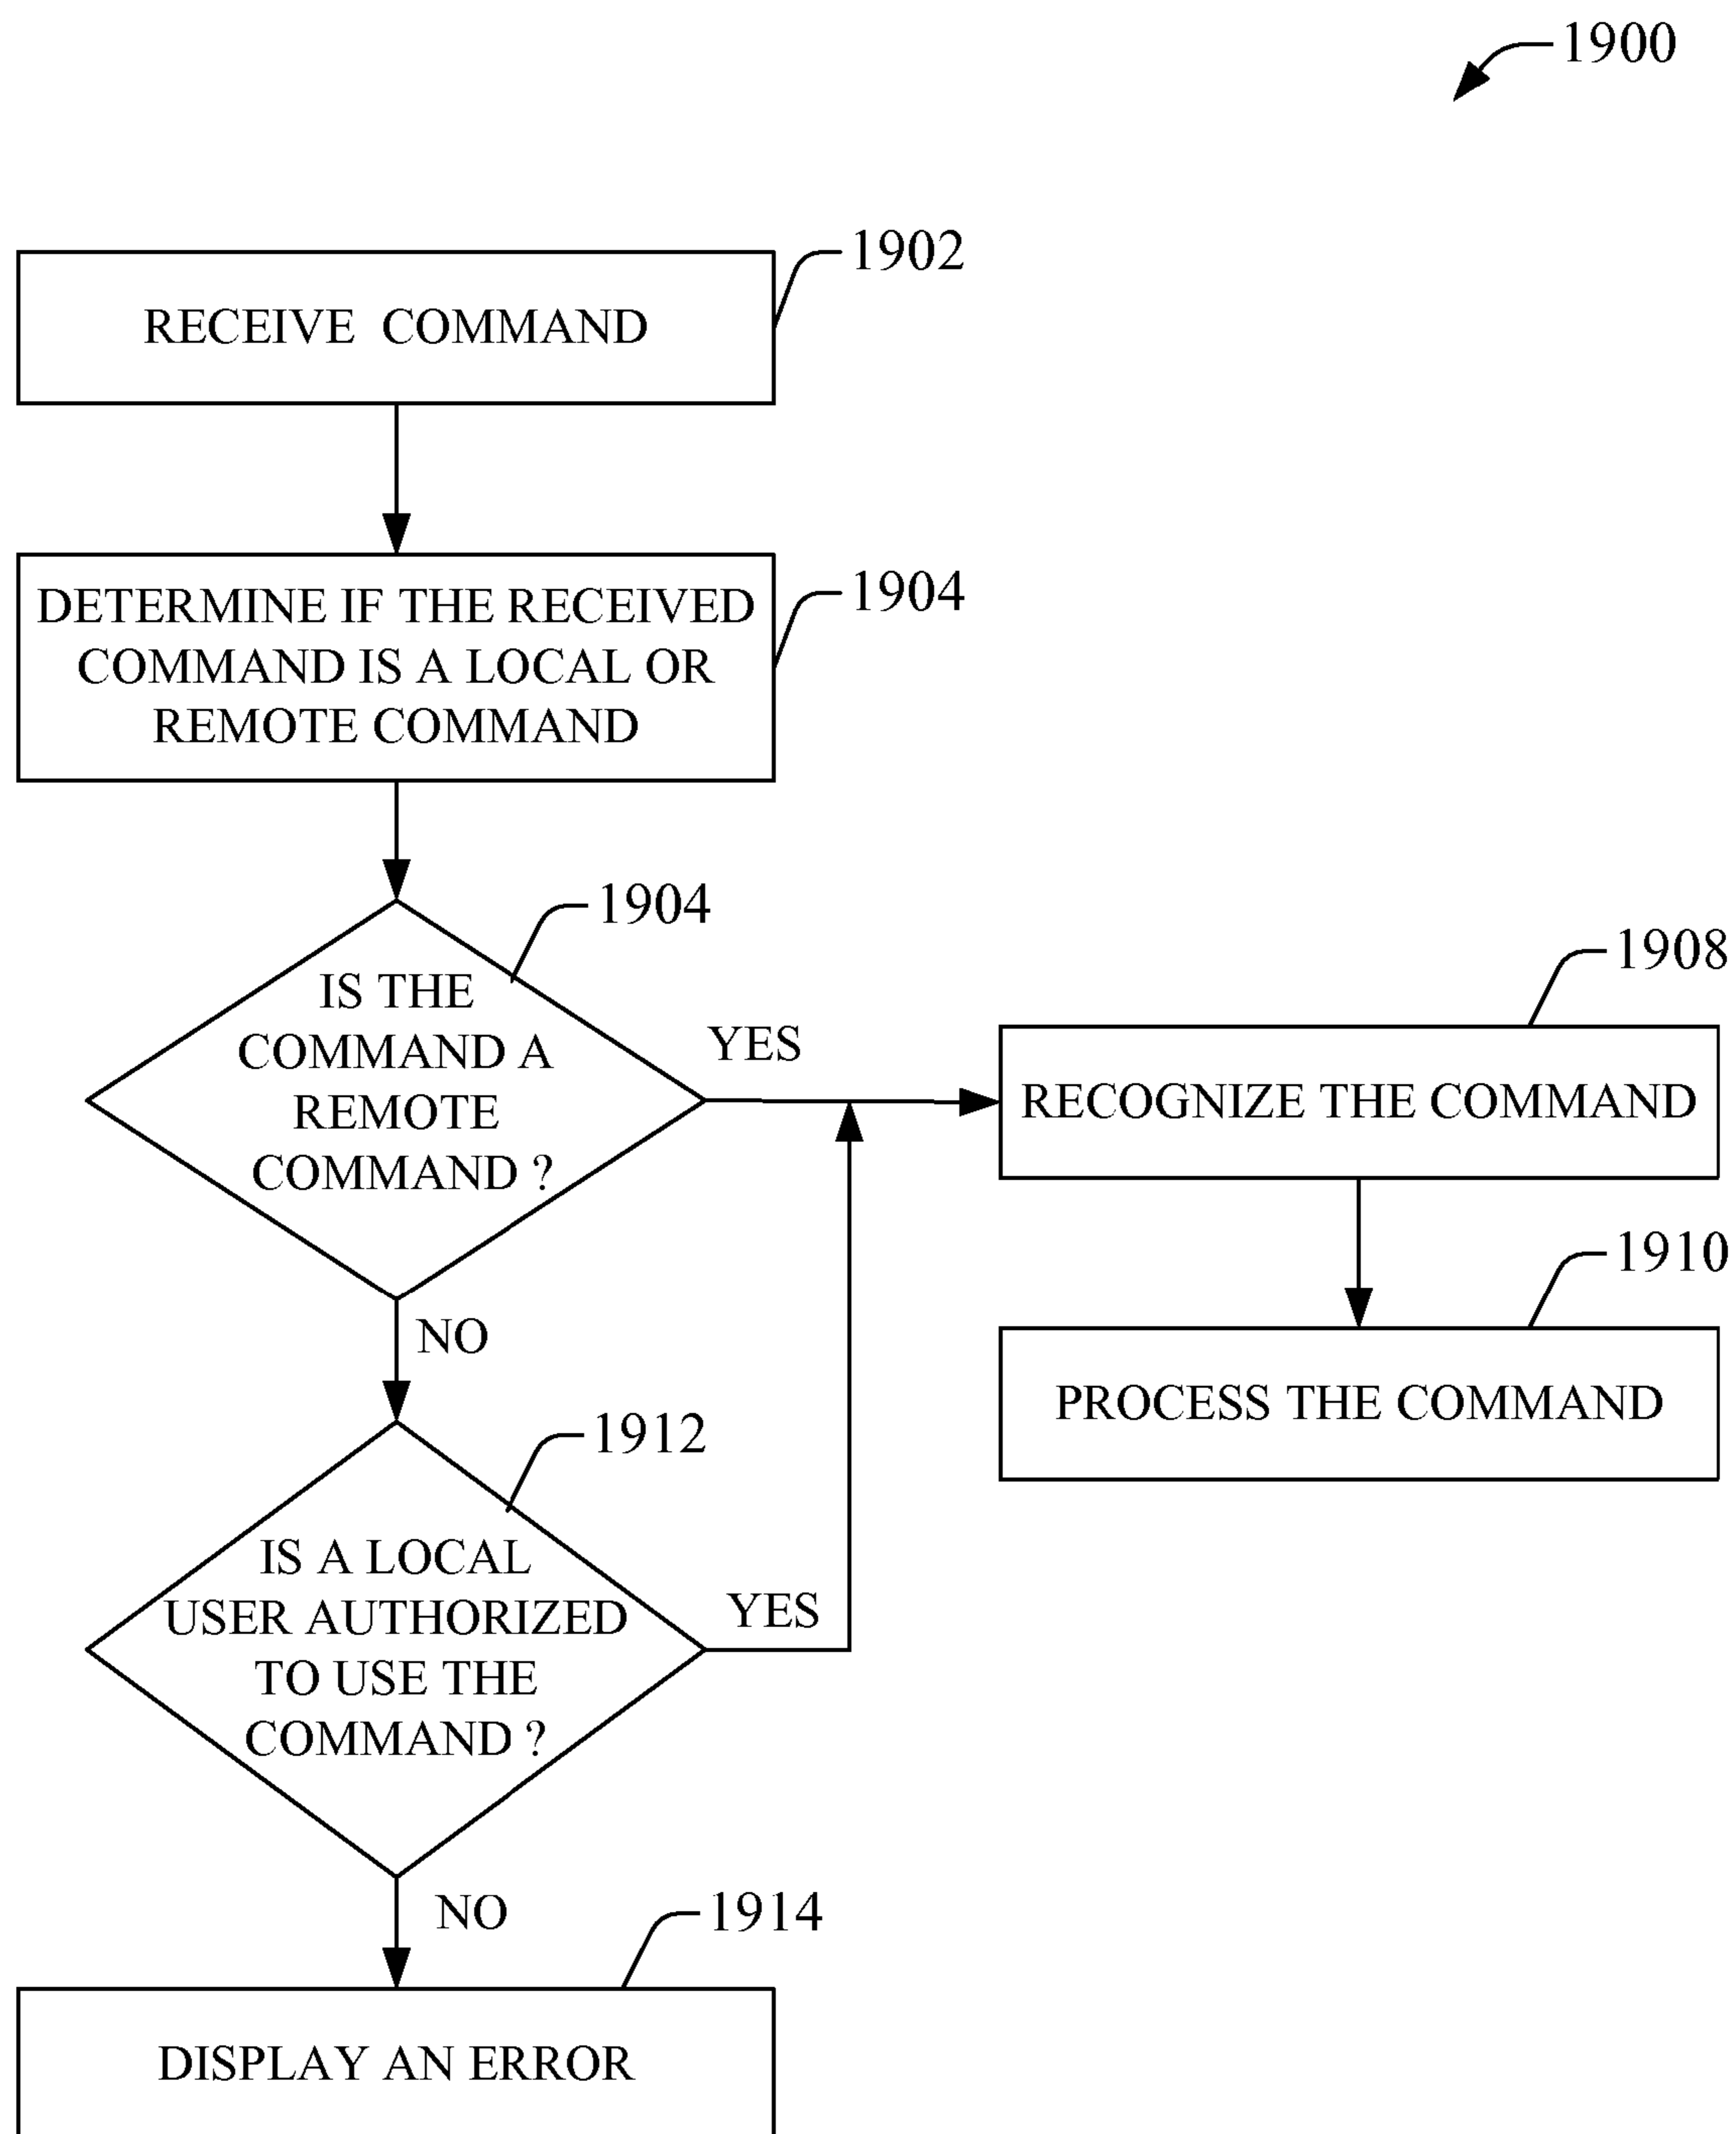 1900
1902
RECEIVE COMMAND
1904
DETERMINE IF THE RECEIVED
COMMAND IS A LOCAL OR
REMOTE COMMAND
1904
IS THE
COMMAND A
REMOTE
COMMAND ?
YES
1908
RECOGNIZE THE COMMAND
1910
PROCESS THE COMMAND
NO
1912
IS A LOCAL
USER AUTHORIZED
TO USE THE
COMMAND ?
YES
NO
1914
DISPLAY AN ERROR